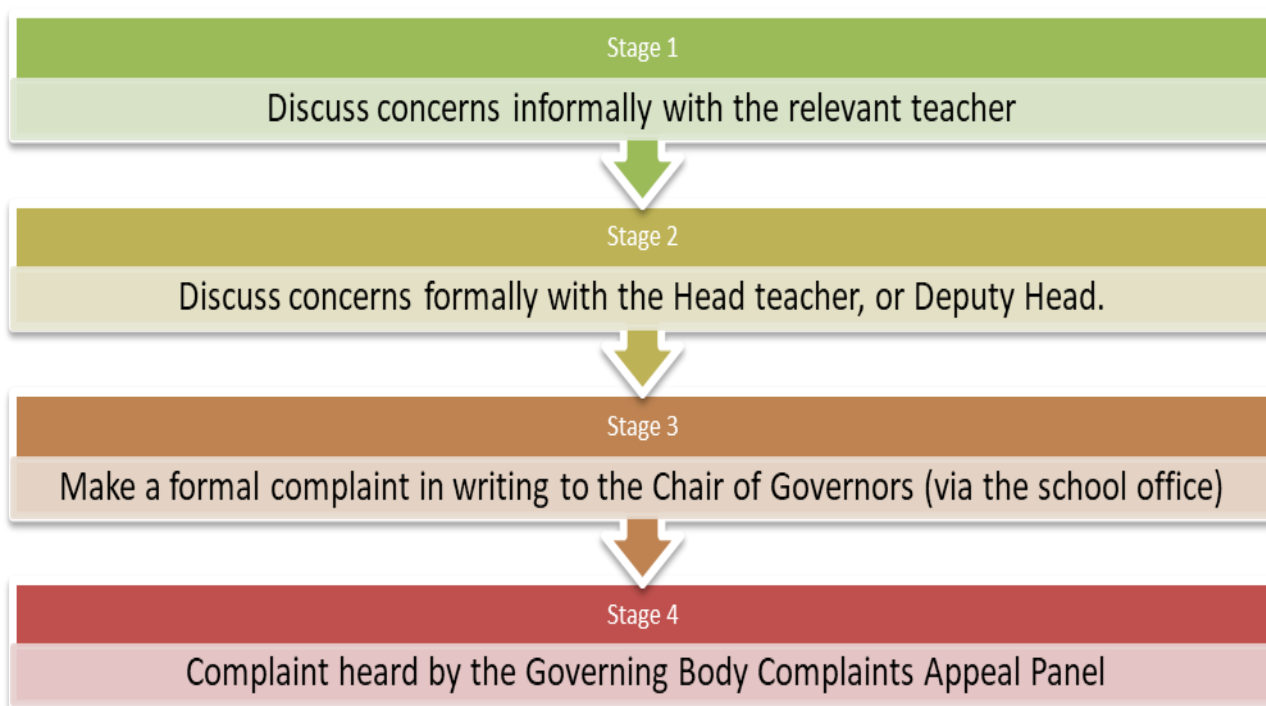 Stage 1
Discuss concerns informally with the relevant teacher
Stage 2
Discuss concerns formally with the Head teacher, or Deputy Head.
Stage 3
Make a formal complaint in writing to the Chair of Governors (via the school office)
Stage 4
Complaint heard by the Governing Body Complaints Appeal Panel